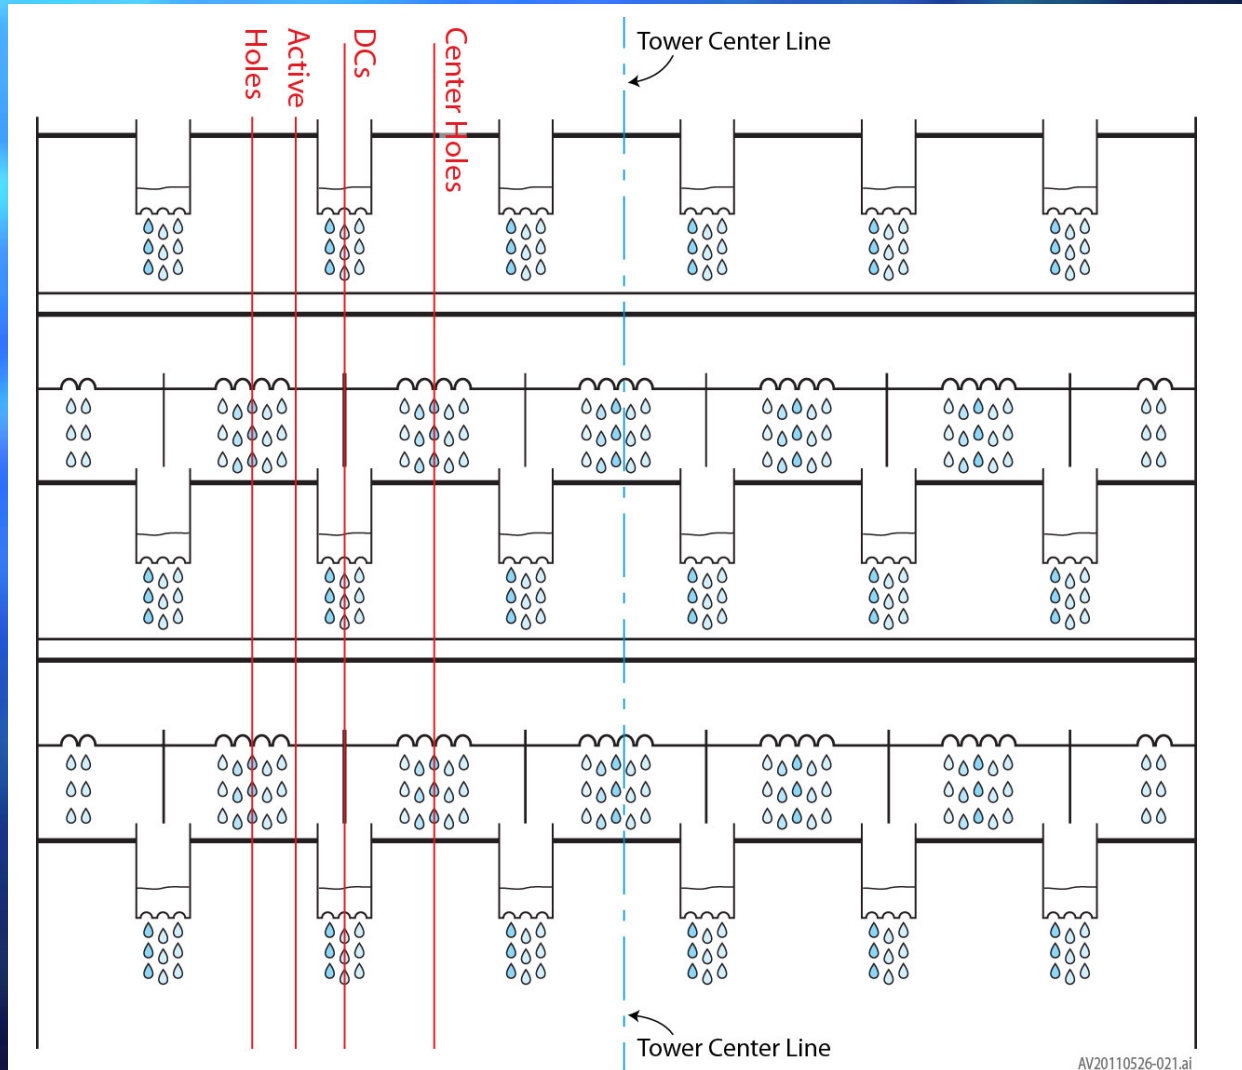 Holes
Active
DCs
Center Holes
Tower Center Line
Tower Center Line
AV20110526-021.ai